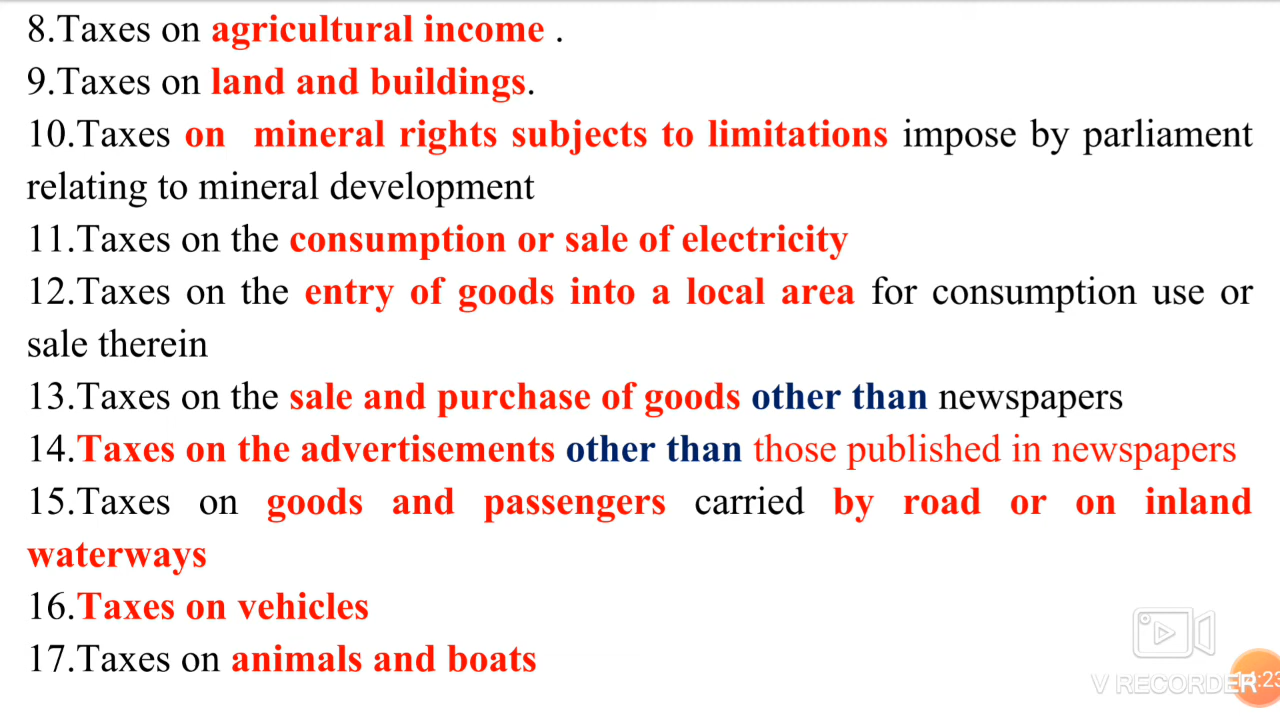 8.Taxes on agricultural income .
9.Taxes on land and buildings.
10.Taxes on mineral rights subjects to limitations impose by parliament
relating to mineral development
11.Taxes on the consumption or sale of electricity
12.Taxes on the entry of goods into a local area for consumption use or
sale therein
13.Taxes on the sale and purchase of goods other than newspapers
14.Taxes on the advertisements other than those published in newspapers
15.Taxes on goods and passengers carried by road or on inland
waterways
16.Taxes on vehicles
17.Taxes on animals and boats
V RECORDER